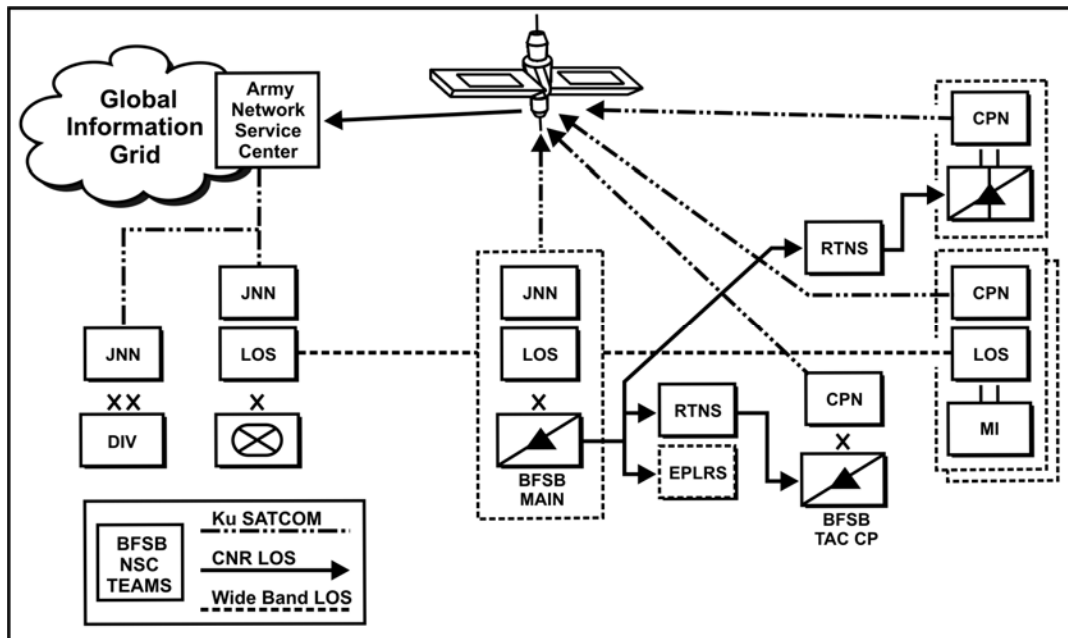 Global
Information
Grid
Army
Network
Service
Center
CPN
RTNS
JNN
JNN
CPN
JNN
LOS
LOS
LOS
XX
X
X
RTNS
CPN
X
MI
DIV
EPLRS
BFSB
MAIN
BFSB
TAC CP
BFSB
NSC
TEAMS
Ku SATCOM
CNR LOS
Wide Band LOS